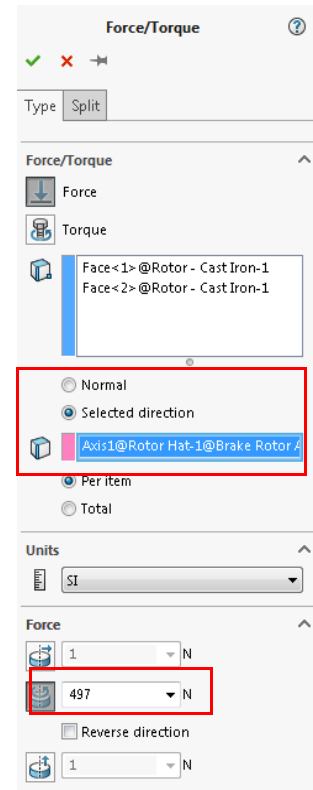 Force/Torque
Type Split
Force/Torque
Force
Torque
Face<1>@Rotor - Cast Iron-1
Face<2>@Rotor - Cast Iron-1
Normal
Selected direction
Axis1@Rotor Hat-1@Brake Rotor
Per item
Total
Units
SI
Force
1 N
497 N
Reverse direction
1 N